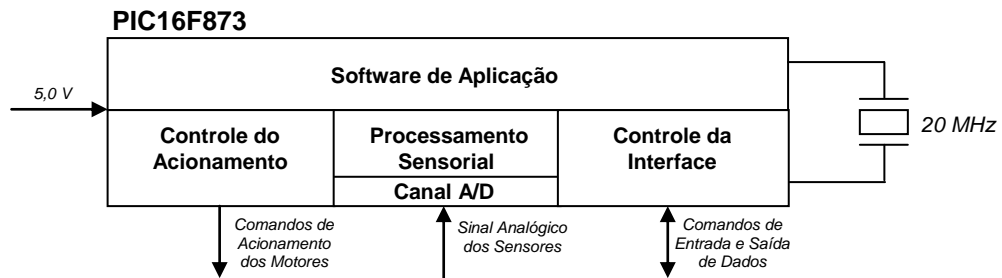 PIC16F873
Software de Aplicação
5,0 V
Controle do
Acionamento
Processamento
Sensorial
Canal A/D
Controle da
Interface
20 MHz
Comandos de
Acionamento
dos Motores
Sinal Analógico
dos Sensores
Comandos de
Entrada e Saída
de Dados